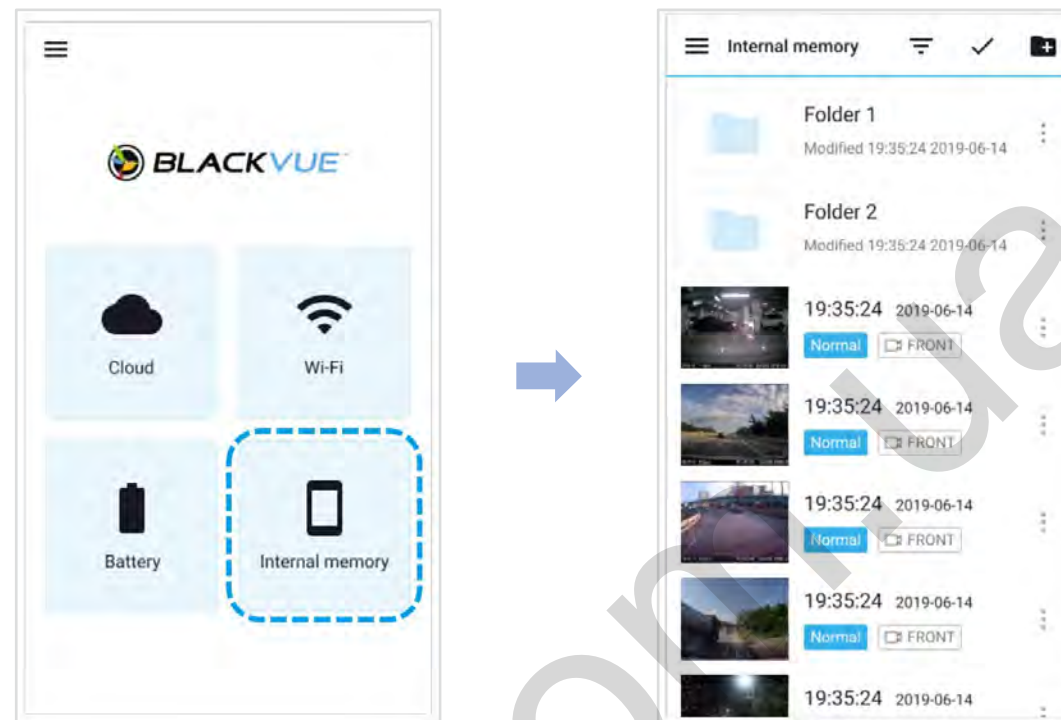 BLACKVUE
Cloud
Wi-Fi
Battery
Internal memory
Internal memory
Folder 1
Modified 19:35:24 2019-06-14
Folder 2
Modified 19:35:24 2019-06-14
19:35:24 2019-06-14
Normal FRONT
19:35:24 2019-06-14
Normal FRONT
19:35:24 2019-06-14
Normal FRONT
19:35:24 2019-06-14
Normal FRONT
19:35:24 2019-06-14